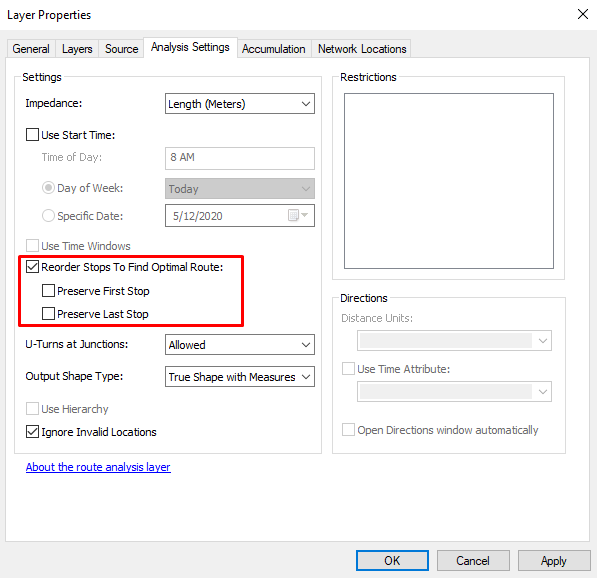 Layer Properties
General Layers Source Analysis Settings Accumulation Network Locations
Settings
Impedance: Length (Meters)
Use Start Time:
Time of Day: 8 AM
Day of Week: Today
Specific Date: 5/12/2020
Use Time Windows
Reorder Stops To Find Optimal Route:
Preserve First Stop
Preserve Last Stop
U-Turns at Junctions: Allowed
Output Shape Type: True Shape with Measures
Use Hierarchy
Ignore Invalid Locations
About the route analysis layer
Restrictions
Directions
Distance Units:
Use Time Attribute:
Open Directions window automatically
OK Cancel Apply